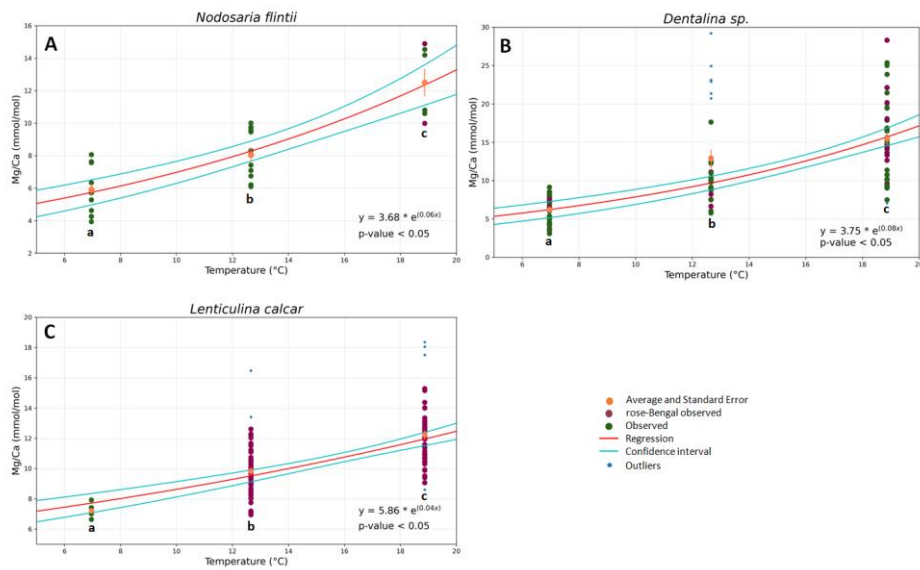 Nodosaria flintii
A
Mg/Ca (mmol/mol)
16
14
12
10
8
6
4
2
a
b
c
y = 3.68 * e^(0.06x)
p-value < 0.05
6 8 10 12 14 16 18 20
Temperature (°C)
Dentalina sp.
B
Mg/Ca (mmol/mol)
30
25
20
15
10
5
0
a
b
c
y = 3.75 * e^(0.08x)
p-value < 0.05
6 8 10 12 14 16 18 20
Temperature (°C)
Lenticulina calcar
C
Mg/Ca (mmol/mol)
20
18
16
14
12
10
8
6
a
b
c
y = 5.86 * e^(0.04x)
p-value < 0.05
6 8 10 12 14 16 18 20
Temperature (°C)
Average and Standard Error
rose-Bengal observed
Observed
Regression
Confidence interval
Outliers